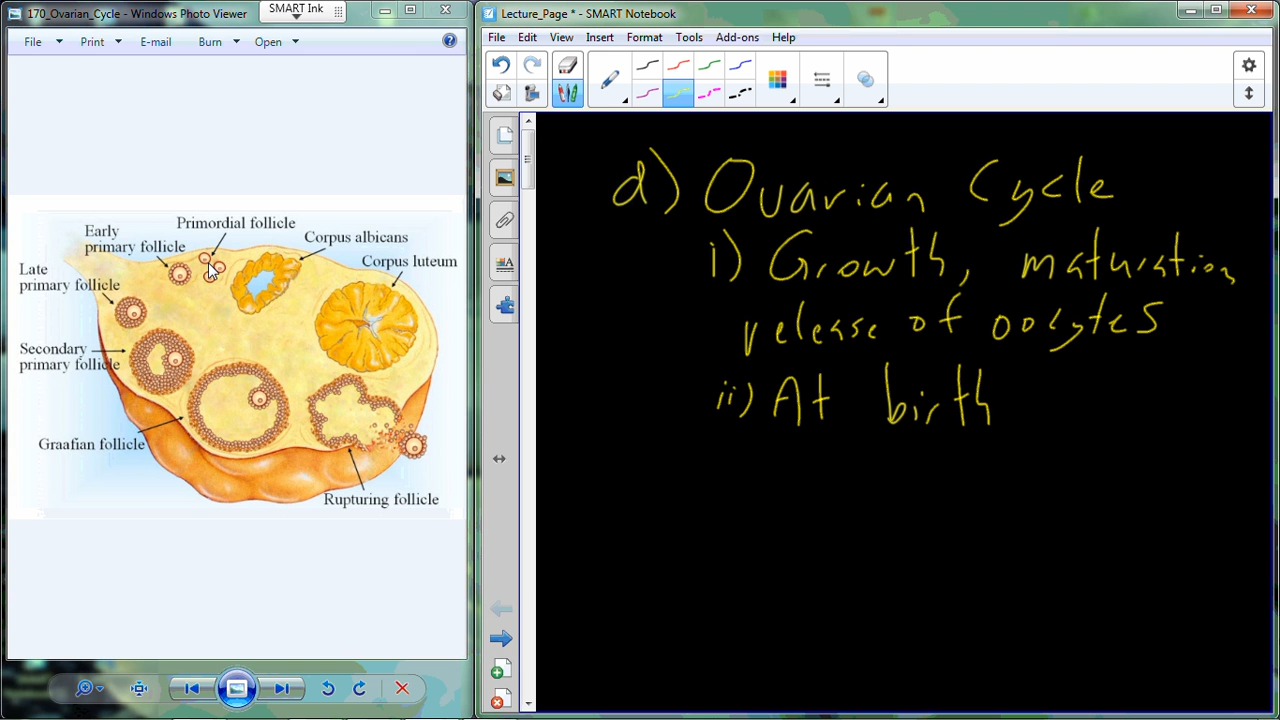 170_Ovarian_Cycle - Windows Photo Viewer
SMART Ink
File Print E-mail Burn Open
Primordial follicle
Early
primary follicle
Corpus albicans
Corpus luteum
Late
primary follicle
Secondary
primary follicle
Graafian follicle
Rupturing follicle
Lecture_Page * - SMART Notebook
File Edit View Insert Format Tools Add-ons Help
d) Ovarian Cycle
i) Growth, maturation,
release of oocytes
ii) At birth